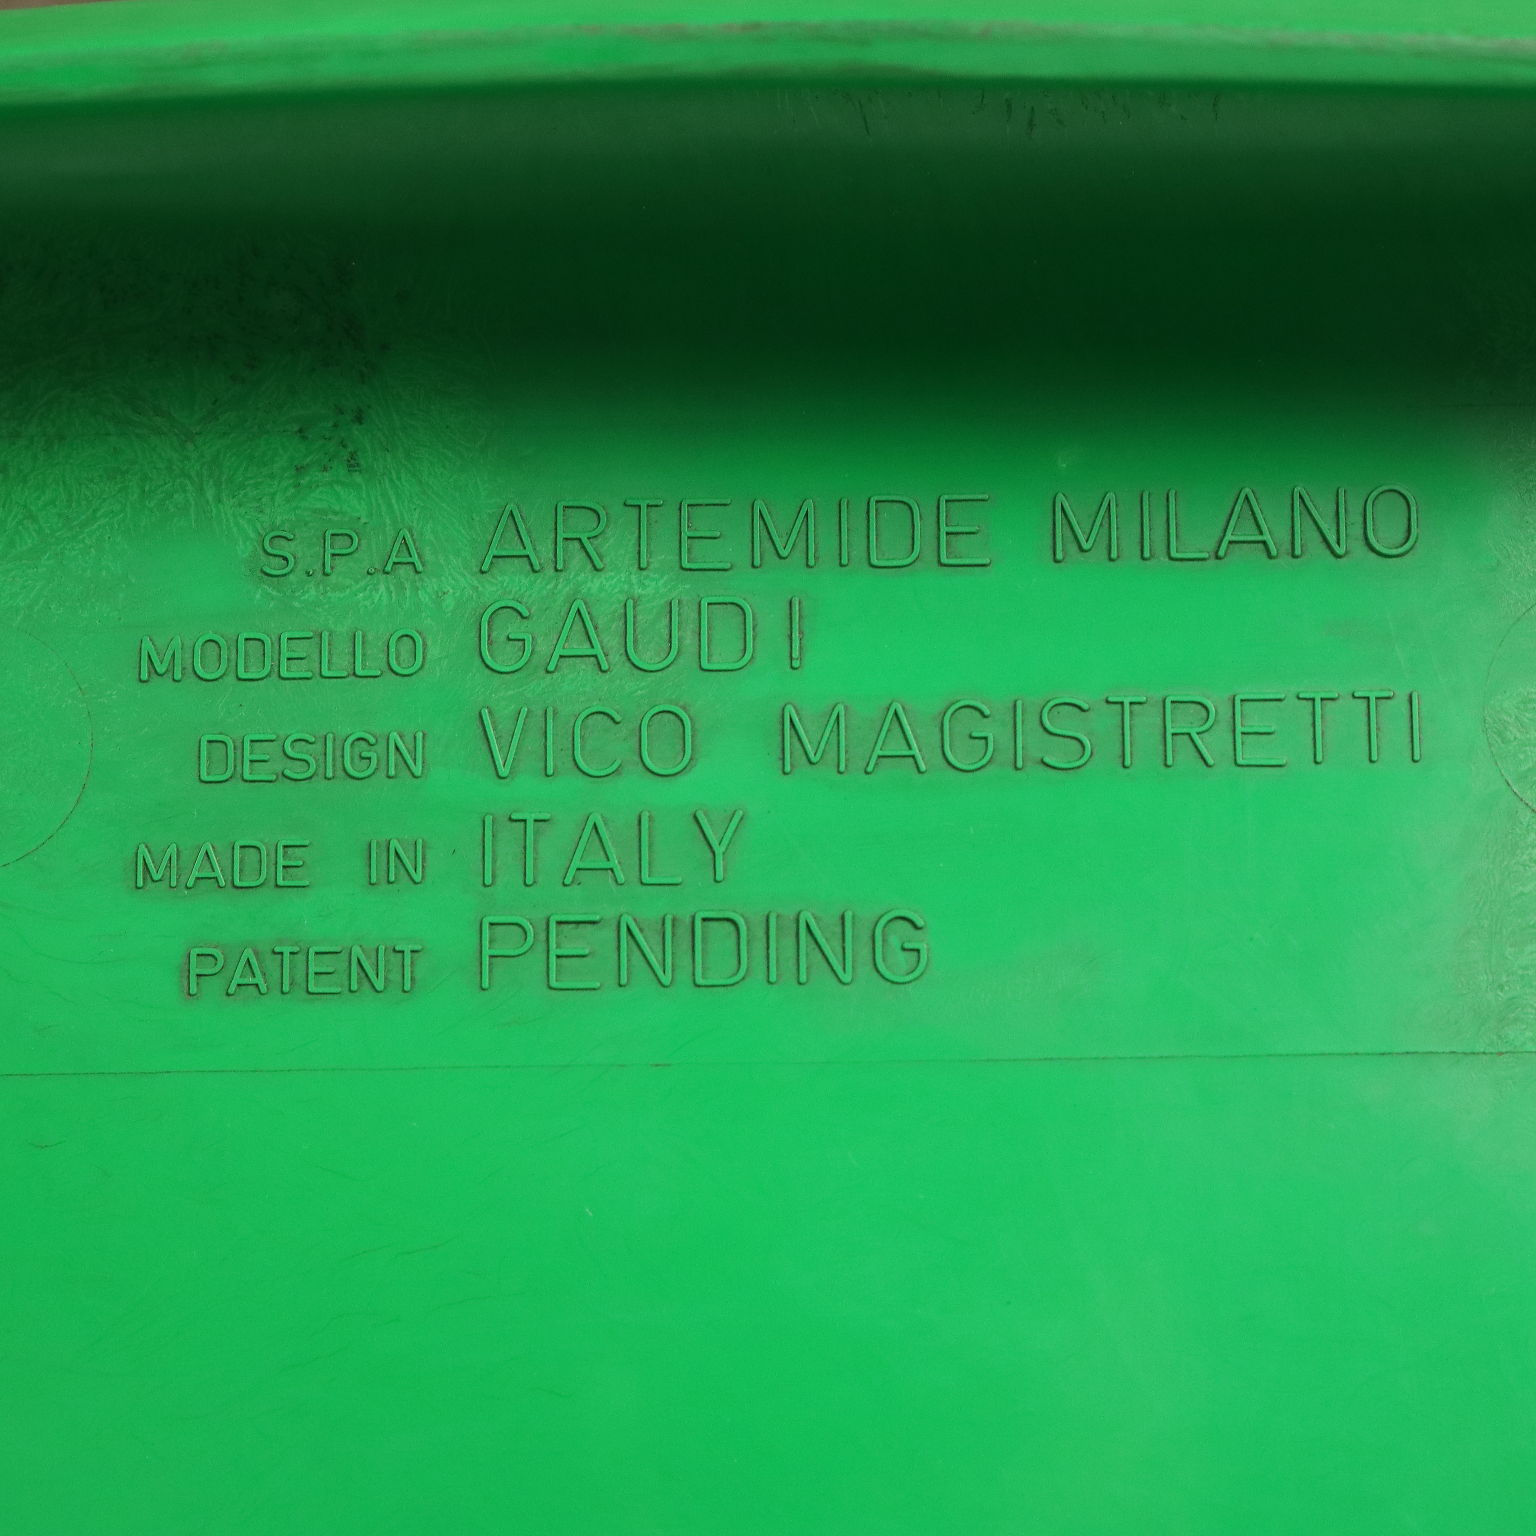 S.P.A ARTEMIDE MILANO
MODELLO GAUDI
DESIGN VICO MAGISTRETTI
MADE IN ITALY
PATENT PENDING